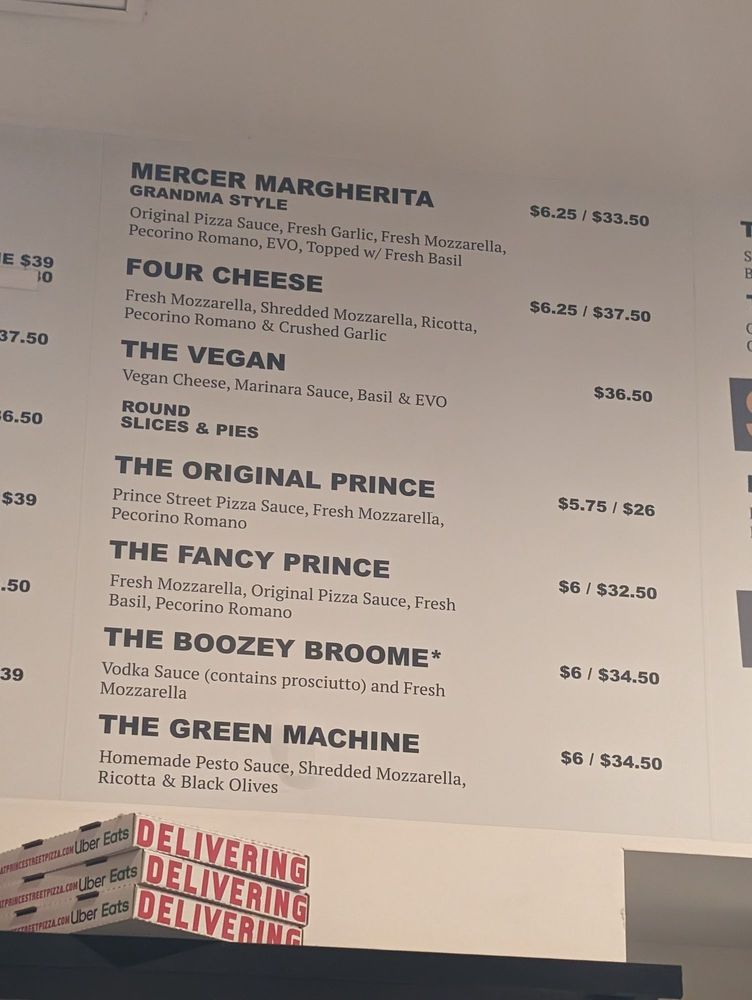 E $39
37.50
6.50
$39
.50
39
MERCER MARGHERITA
GRANDMA STYLE
$6.25 / $33.50
Original Pizza Sauce, Fresh Garlic, Fresh Mozzarella,
Pecorino Romano, EVO, Topped w/ Fresh Basil
FOUR CHEESE
$6.25 / $37.50
Fresh Mozzarella, Shredded Mozzarella, Ricotta,
Pecorino Romano & Crushed Garlic
THE VEGAN
$36.50
Vegan Cheese, Marinara Sauce, Basil & EVO
ROUND
SLICES & PIES
THE ORIGINAL PRINCE
$5.75 / $26
Prince Street Pizza Sauce, Fresh Mozzarella,
Pecorino Romano
THE FANCY PRINCE
$6 / $32.50
Fresh Mozzarella, Original Pizza Sauce, Fresh
Basil, Pecorino Romano
THE BOOZEY BROOME*
$6 / $34.50
Vodka Sauce (contains prosciutto) and Fresh
Mozzarella
THE GREEN MACHINE
$6 / $34.50
Homemade Pesto Sauce, Shredded Mozzarella,
Ricotta & Black Olives
ATPRINCESTREETPIZZA.COM Uber Eats DELIVERING
ATPRINCESTREETPIZZA.COM Uber Eats DELIVERING
STREETPIZZA.COM Uber Eats DELIVERING